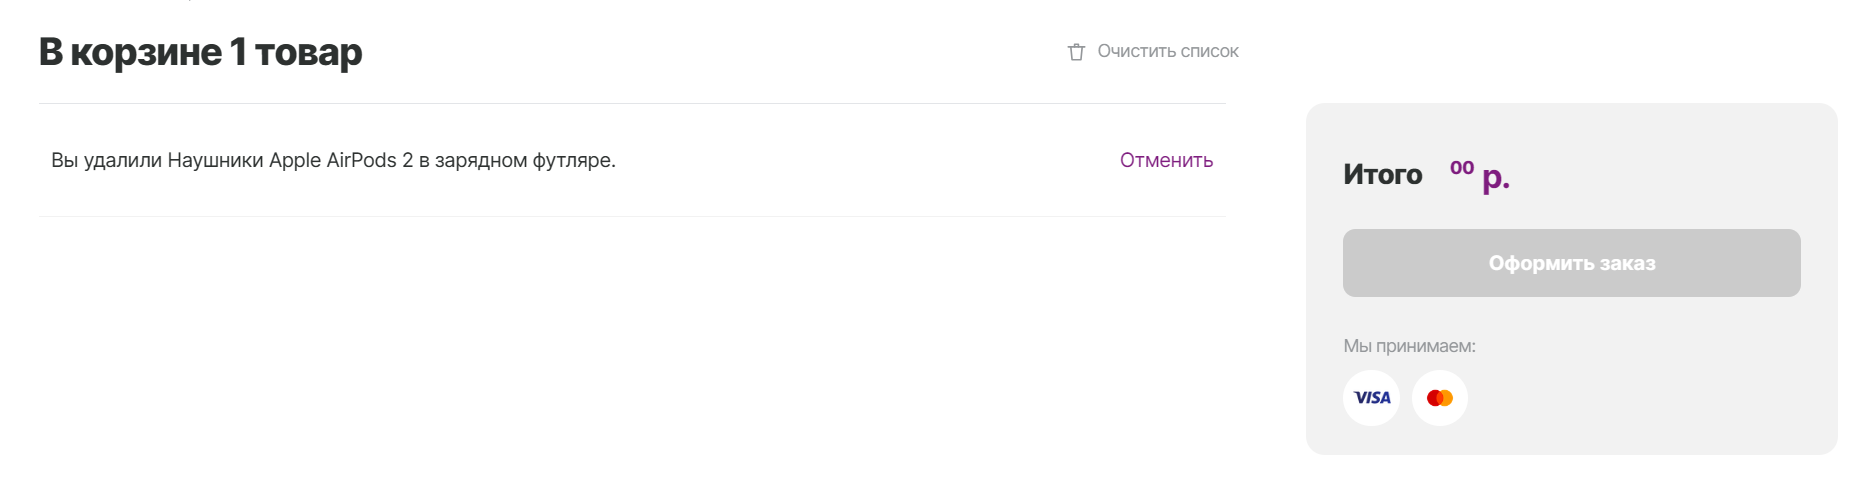 В корзине 1 товар
Очистить список
Вы удалили Наушники Apple AirPods 2 в зарядном футляре.
Отменить
Итого 00 р.
Оформить заказ
Мы принимаем:
VISA